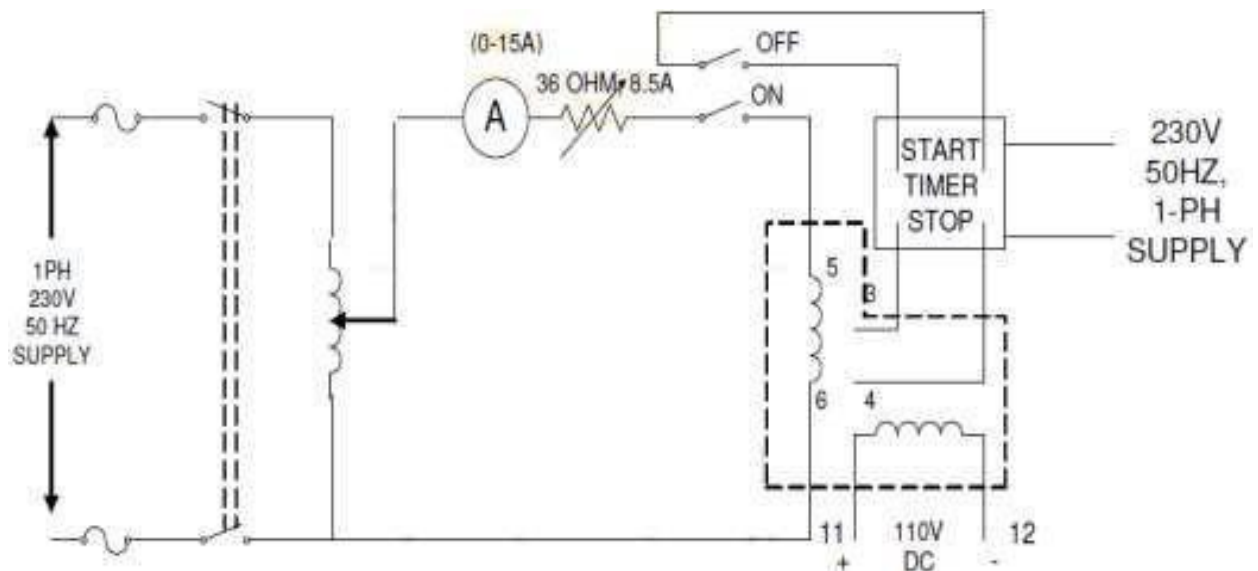 (0-15A)
OFF
36 OHM, 8.5A
ON
A
230V
50HZ,
1-PH
SUPPLY
START
TIMER
STOP
1PH
230V
50 HZ
SUPPLY
5
3
6
4
11
110V
DC
12
+
-